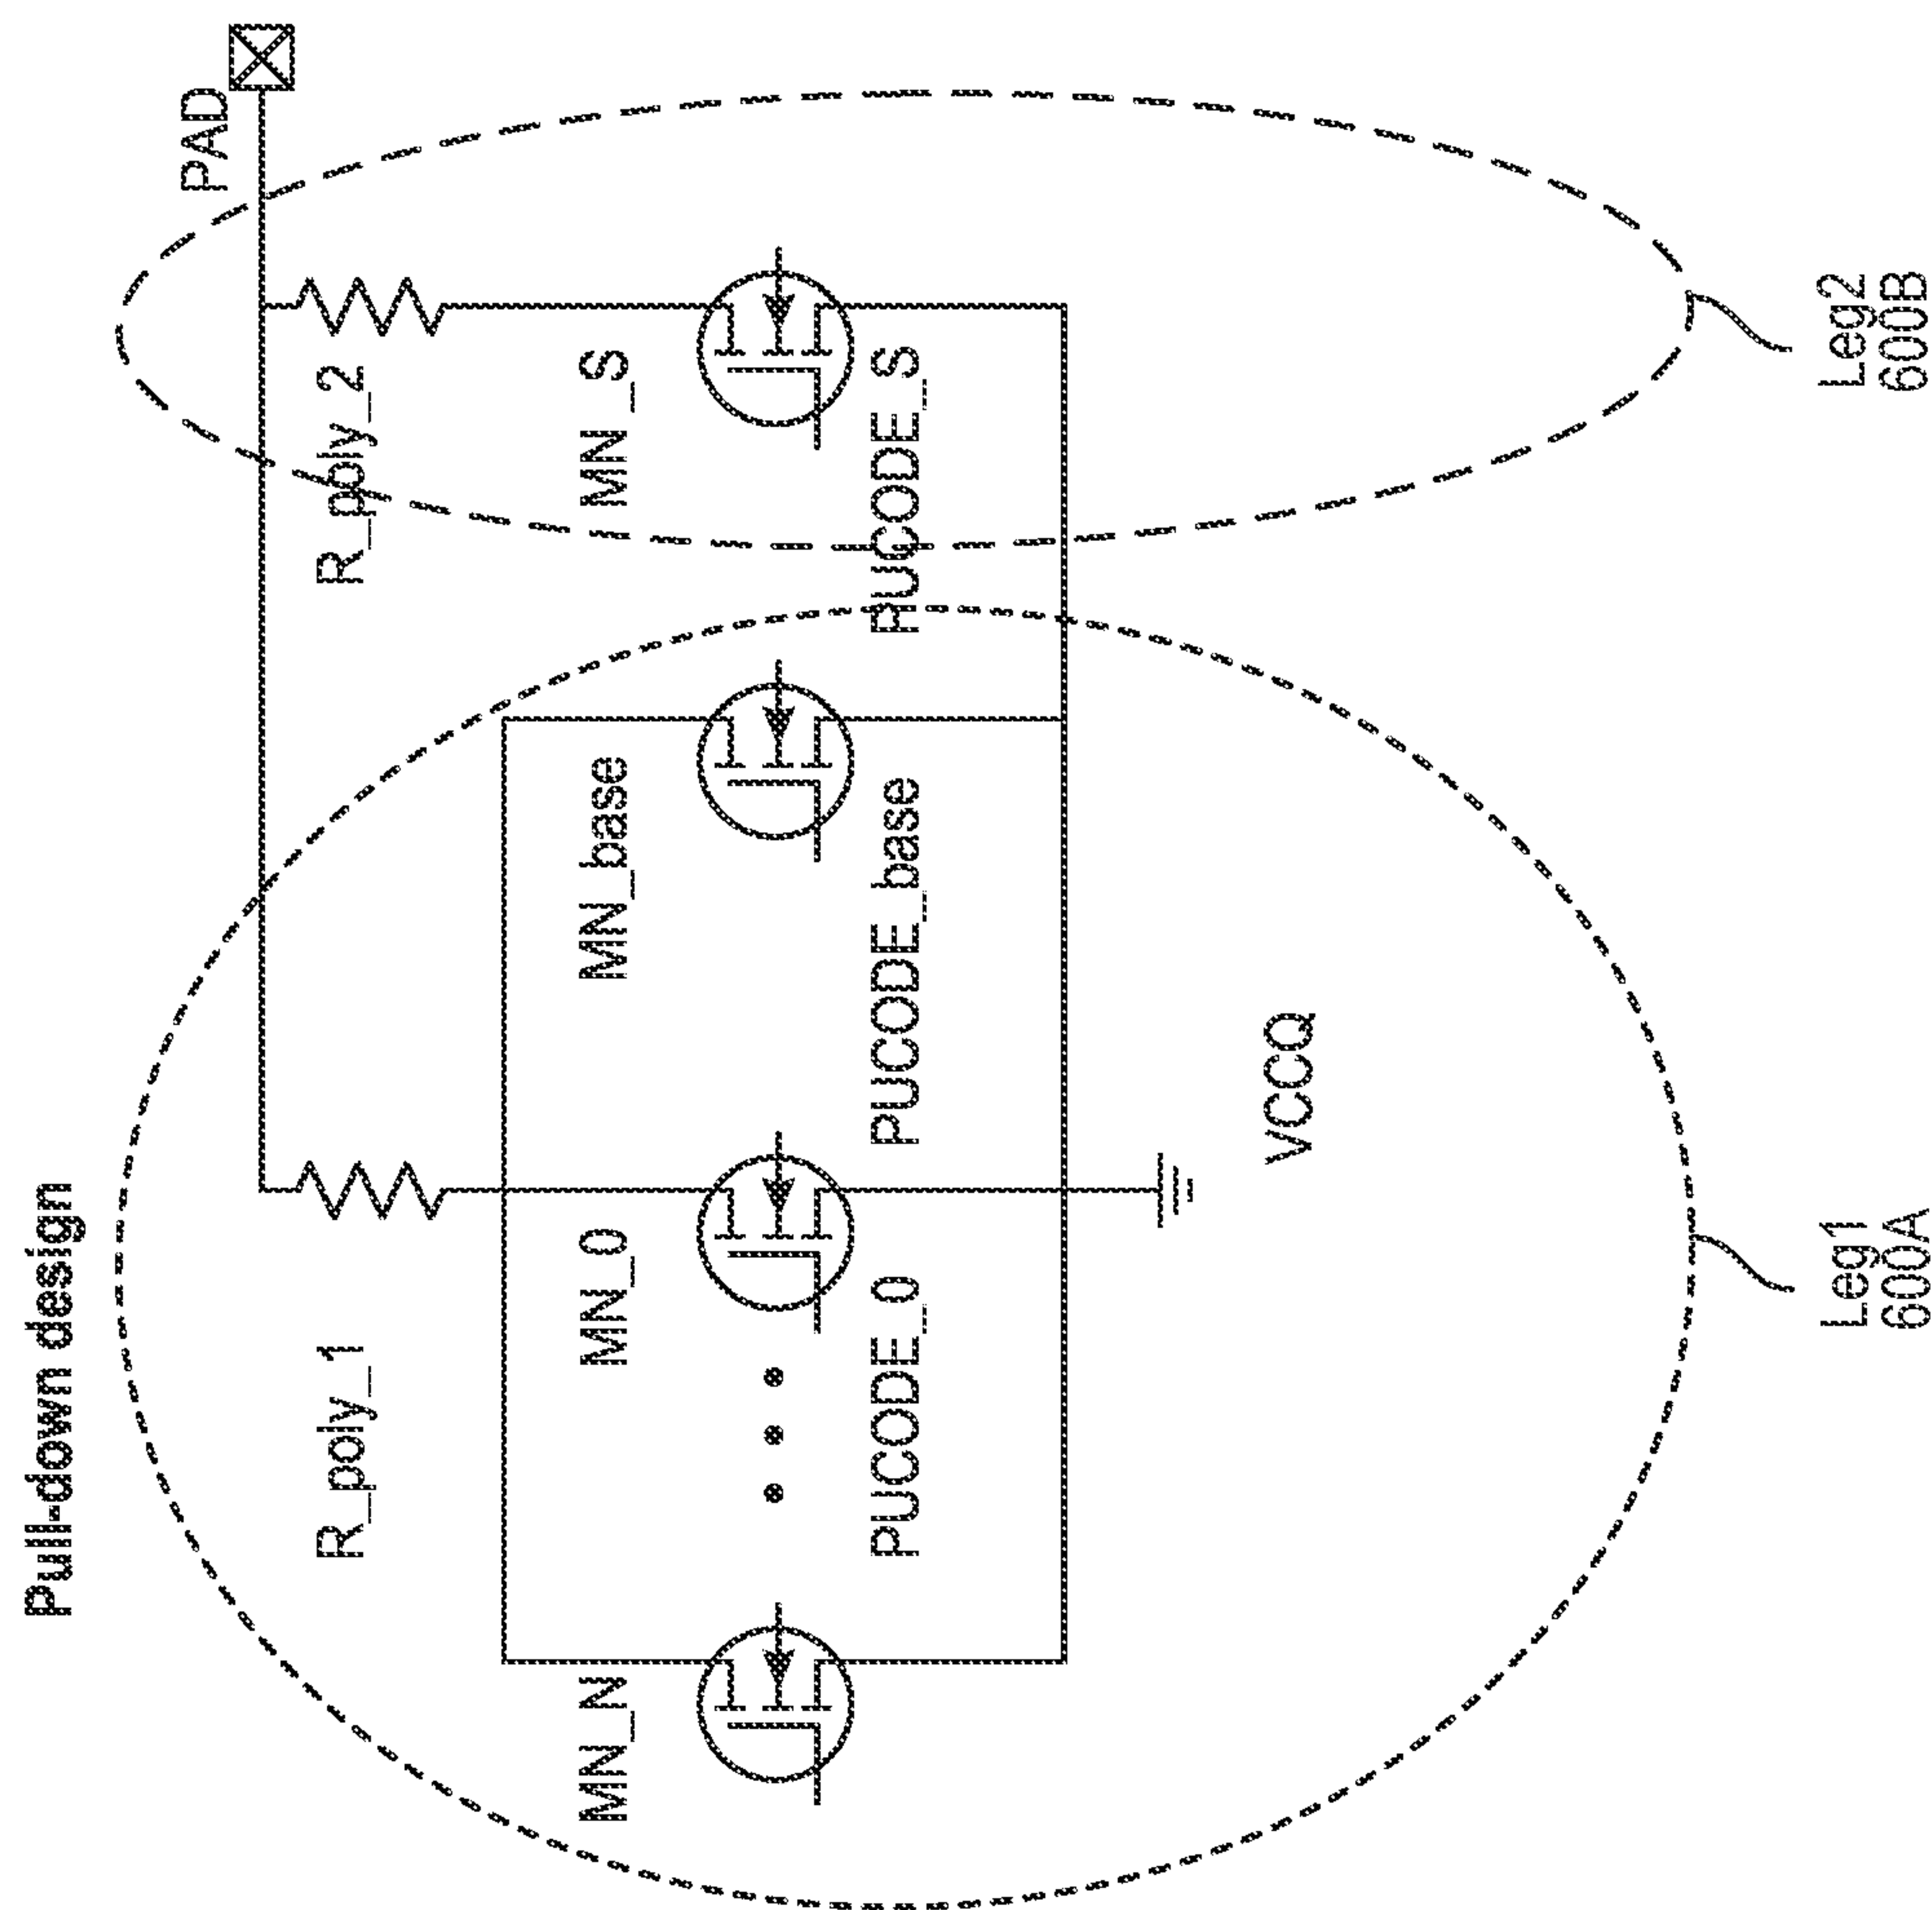 Pull-down design
PAD
R_poly_1
R_poly_2
MN_N
MN_0
MN_base
MN_S
PUCODE_0
PUCODE_base
PUCODE_S
VCCQ
Leg1
600A
Leg2
600B